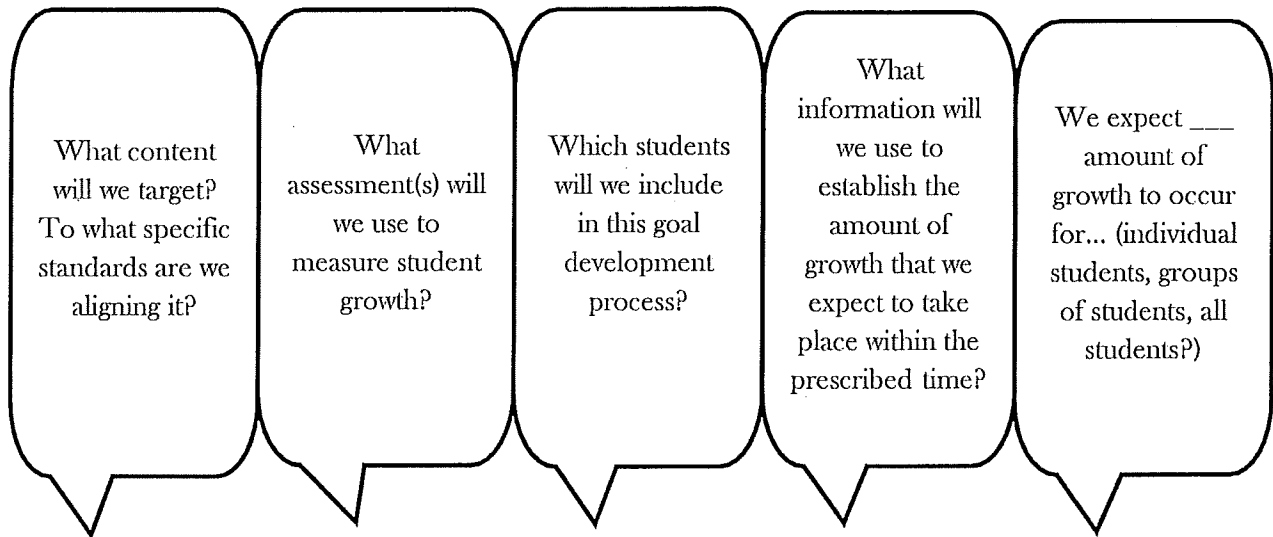 What content
will we target?
To what specific
standards are we
aligning it?
What
assessment(s) will
we use to
measure student
growth?
Which students
will we include
in this goal
development
process?
What
information will
we use to
establish the
amount of
growth that we
expect to take
place within the
prescribed time?
We expect ___
amount of
growth to occur
for... (individual
students, groups
of students, all
students?)